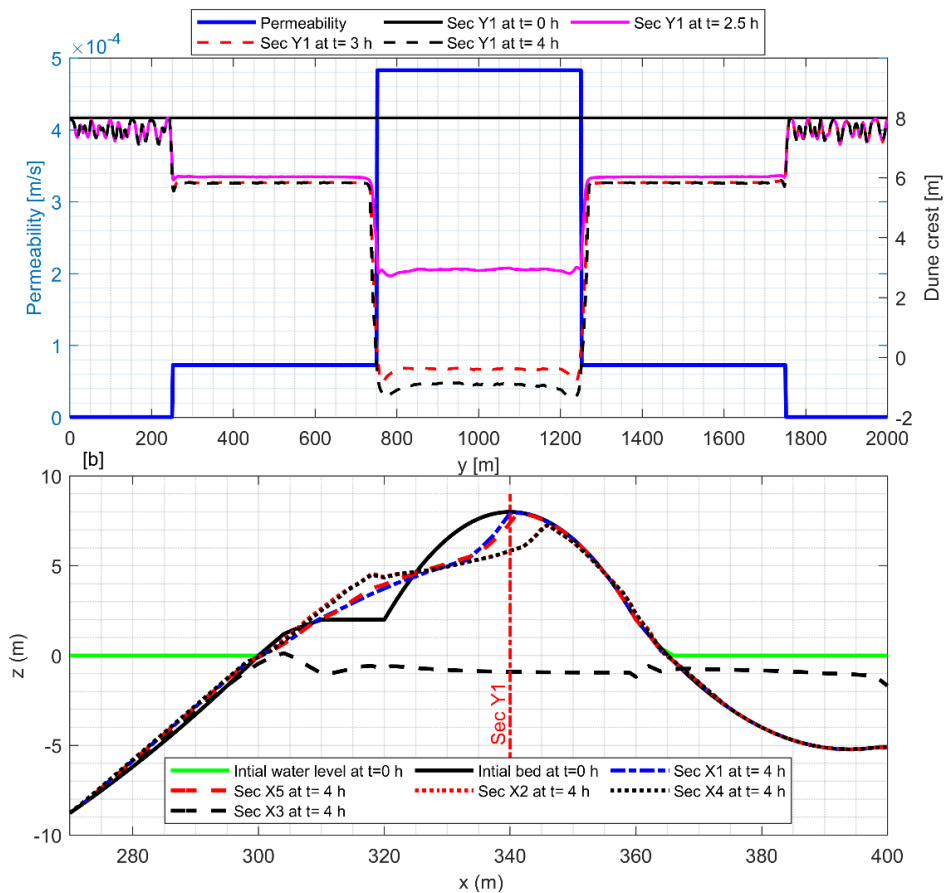 Permeability
Sec Y1 at t= 0 h
Sec Y1 at t= 2.5 h
Sec Y1 at t= 3 h
Sec Y1 at t= 4 h
×10⁻⁴
5
4
3
2
1
0
Permeability [m/s]
10
8
6
4
2
0
-2
Dune crest [m]
0 200 400 600 800 1000 1200 1400 1600 1800 2000
y [m]
[b]
10
5
0
-5
-10
z (m)
Sec Y1
Intial water level at t=0 h
Intial bed at t=0 h
Sec X1 at t= 4 h
Sec X5 at t= 4 h
Sec X2 at t= 4 h
Sec X4 at t= 4 h
Sec X3 at t= 4 h
280 300 320 340 360 380 400
x (m)